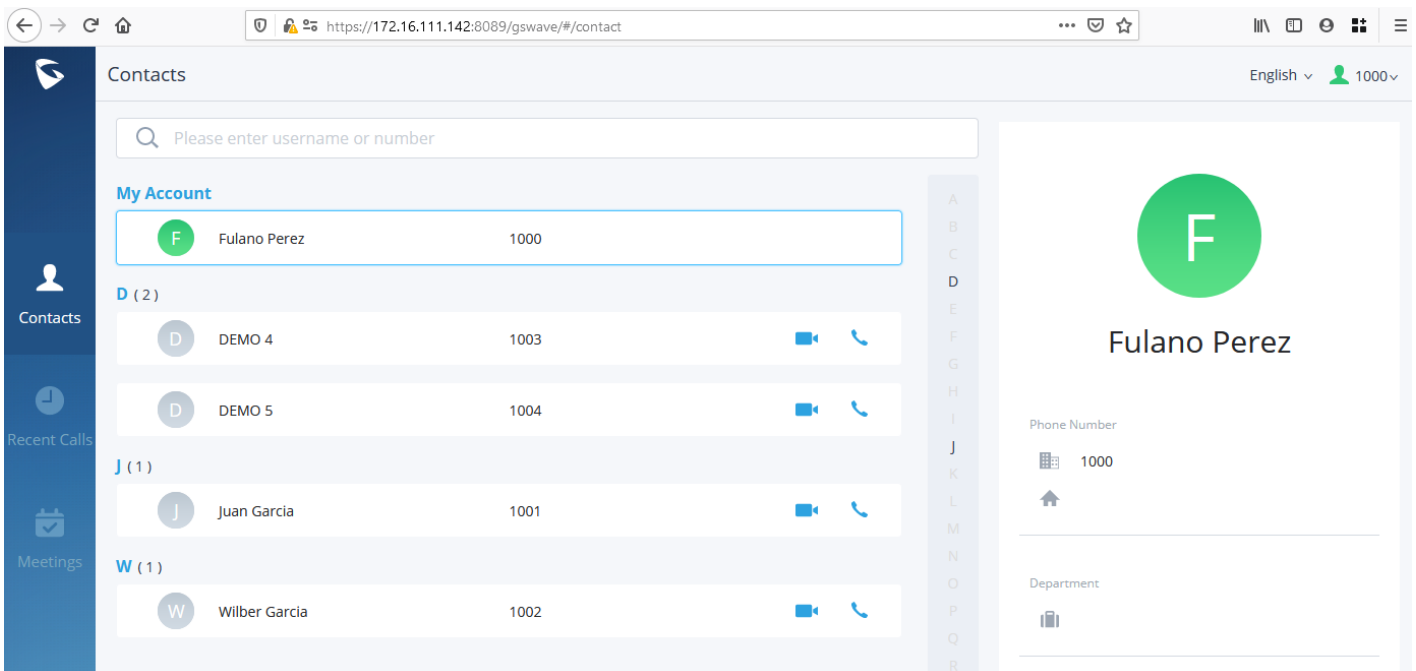 https://172.16.111.142:8089/gswave/#/contact
Contacts
English
1000
Please enter username or number
My Account
F Fulano Perez 1000
D ( 2 )
D DEMO 4 1003
D DEMO 5 1004
J ( 1 )
J Juan Garcia 1001
W ( 1 )
W Wilber Garcia 1002
Contacts
Recent Calls
Meetings
A
B
C
D
E
F
G
H
I
J
K
L
M
N
O
P
Q
R
F
Fulano Perez
Phone Number
1000
Department